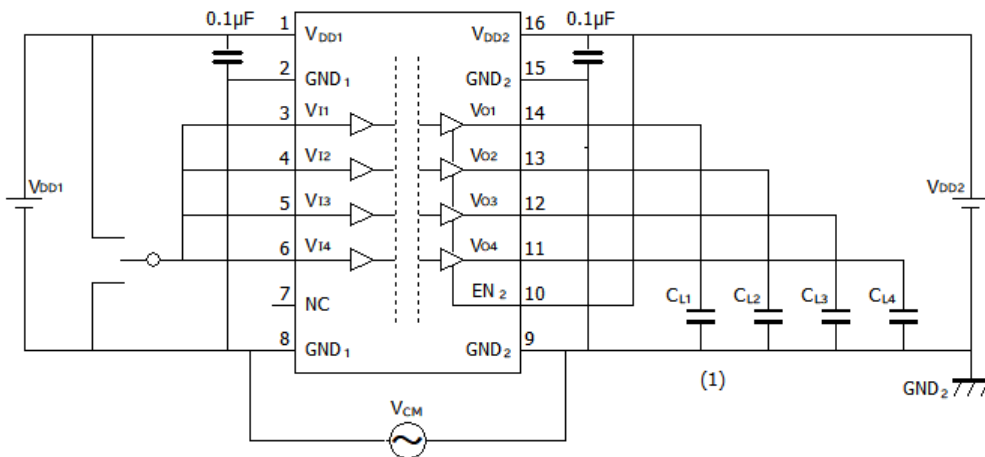 0.1µF
1
VDD1
VDD2
16
0.1µF
2
GND1
GND2
15
3
VI1
VO1
14
4
VI2
VO2
13
VDD1
VDD2
5
VI3
VO3
12
6
VI4
VO4
11
7
NC
EN2
10
CL1
CL2
CL3
CL4
8
GND1
GND2
9
(1)
GND2
VCM